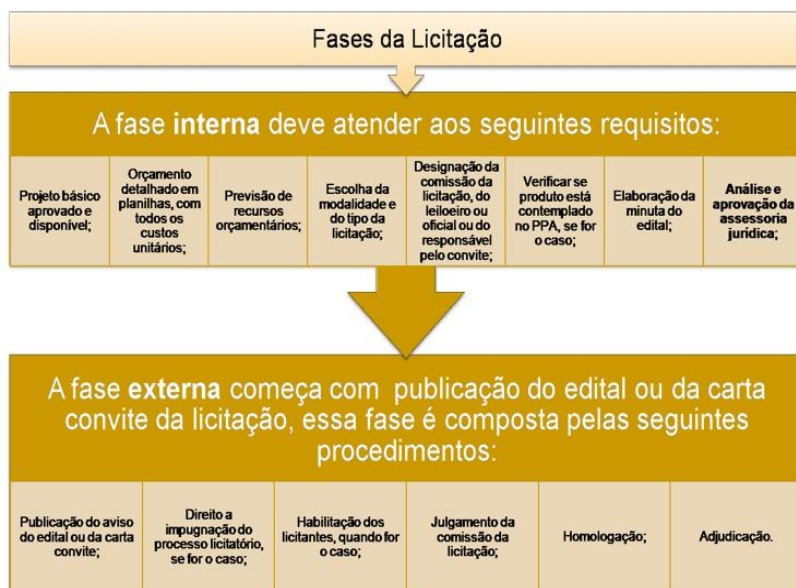 Fases da Licitação
A fase interna deve atender aos seguintes requisitos:
Projeto básico
aprovado e
disponível;
Orçamento
detalhado em
planilhas, com
todos os
custos
unitários;
Previsão de
recursos
orçamentários;
Escolha da
modalidade e
do tipo da
licitação;
Designação da
comissão da
licitação, do
leiloeiro ou
oficial ou do
responsável
pelo convite;
Verificar se
produto está
contemplado
no PPA, se for
o caso;
Elaboração da
minuta do
edital;
Análise e
aprovação da
assessoria
jurídica;
A fase externa começa com publicação do edital ou da carta
convite da licitação, essa fase é composta pelas seguintes
procedimentos:
Publicação do aviso
do edital ou da carta
convite;
Direito a
impugnação do
processo licitatório,
se for o caso;
Habilitação dos
licitantes, quando for
o caso;
Julgamento da
comissão da
licitação;
Homologação;
Adjudicação.